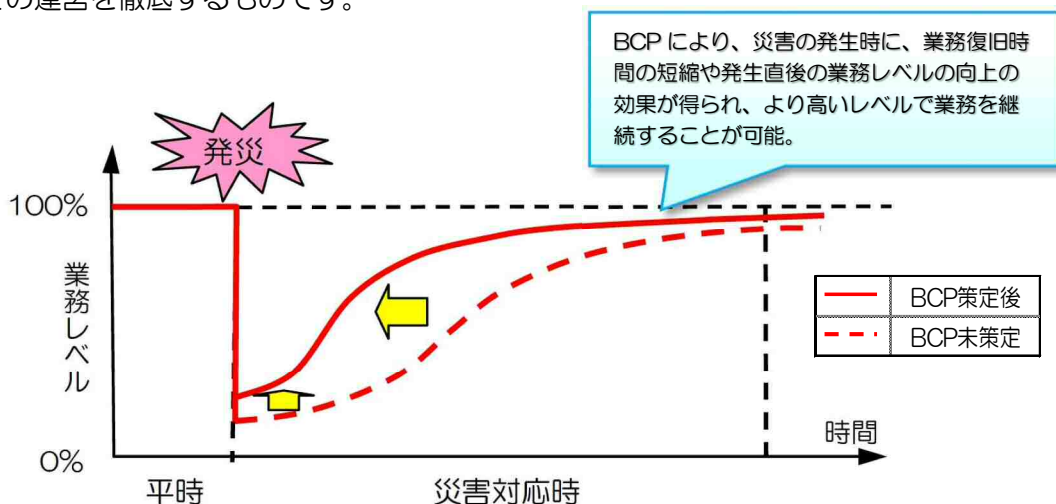 の運営を徹底するものです。
BCP により、災害の発生時に、業務復旧時
間の短縮や発生直後の業務レベルの向上の
効果が得られ、より高いレベルで業務を継
続することが可能。
発災
100%
業務レベル
BCP策定後
BCP未策定
時間
0%
平時
災害対応時